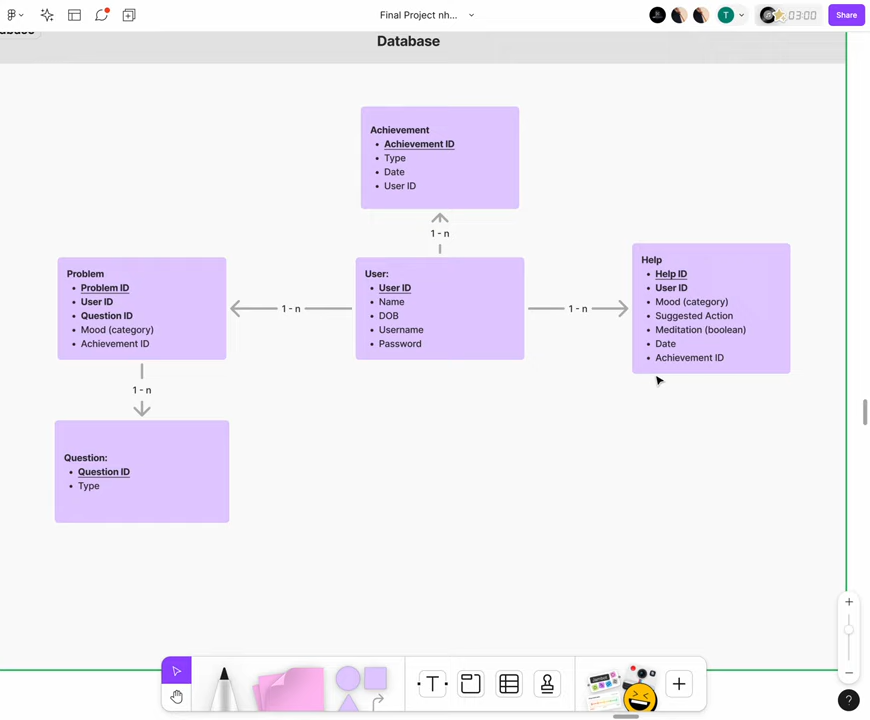 Final Project nh...
T
03:00
Share
Database
Achievement
• Achievement ID
• Type
• Date
• User ID
1 - n
Problem
• Problem ID
• User ID
• Question ID
• Mood (category)
• Achievement ID
1 - n
User:
• User ID
• Name
• DOB
• Username
• Password
1 - n
Help
• Help ID
• User ID
• Mood (category)
• Suggested Action
• Meditation (boolean)
• Date
• Achievement ID
1 - n
Question:
• Question ID
• Type
T
?